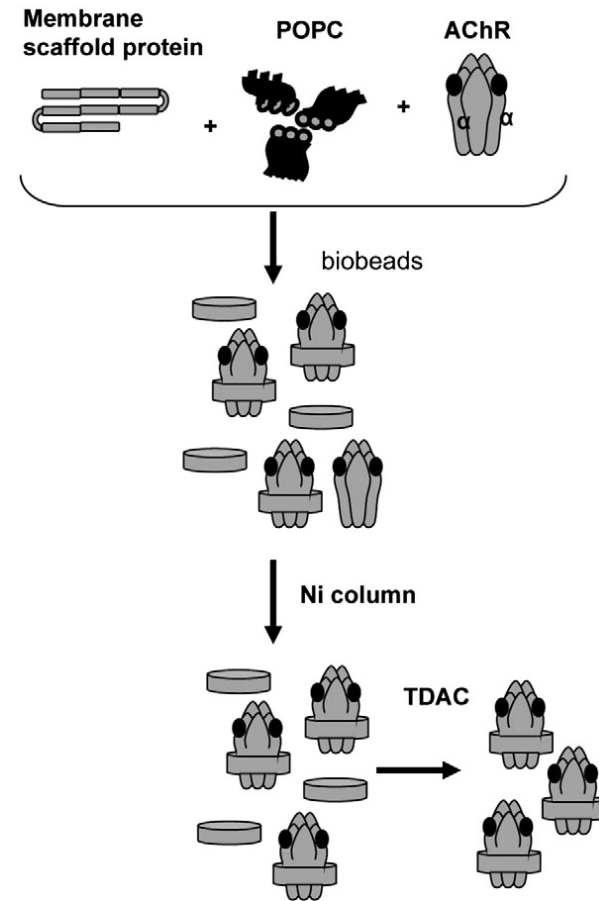 Membrane
scaffold protein
POPC
AChR
+
+
α
α
biobeads
Ni column
TDAC